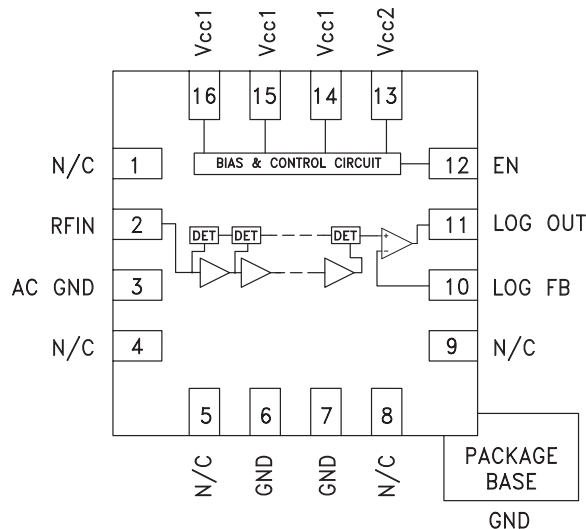 Vcc1 Vcc1 Vcc1 Vcc2
16 15 14 13
N/C 1 BIAS & CONTROL CIRCUIT 12 EN
RFIN 2 DET DET DET + 11 LOG OUT
-
AC GND 3 10 LOG FB
N/C 4 9 N/C
5 6 7 8
N/C GND GND N/C
PACKAGE
BASE
GND